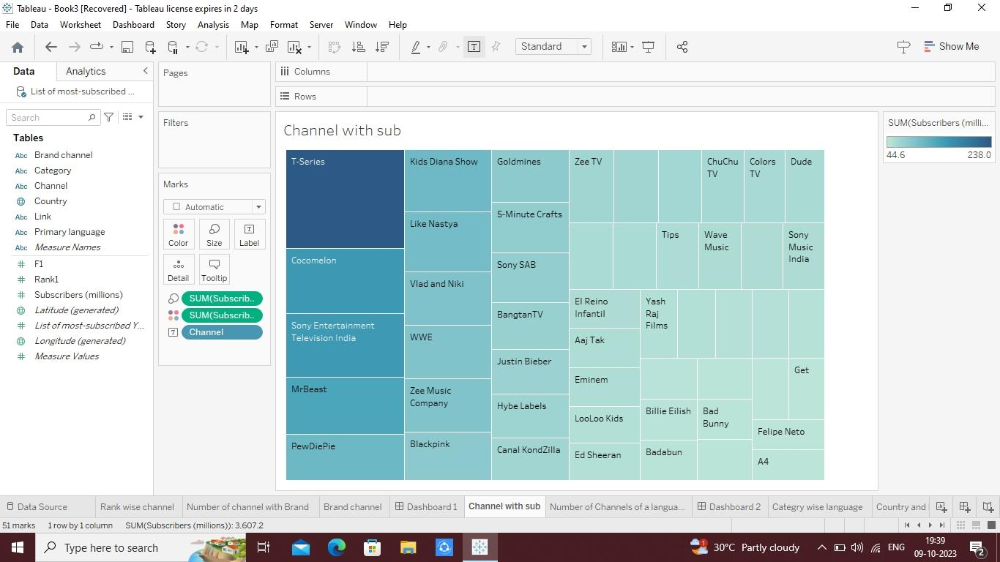 Tableau - Book3 [Recovered] - Tableau license expires in 2 days
File Data Worksheet Dashboard Story Analysis Map Format Server Window Help
Standard
Show Me
Data Analytics
List of most-subscribed ...
Search
Tables
Abc Brand channel
Abc Category
Abc Channel
Country
Abc Link
Abc Primary language
Abc Measure Names
# F1
# Rank1
# Subscribers (millions)
Latitude (generated)
# List of most-subscribed Y...
Longitude (generated)
# Measure Values
Pages
Filters
Marks
Automatic
Color Size Label
Detail Tooltip
SUM(Subscrib..
SUM(Subscrib..
Channel
Columns
Rows
Channel with sub
T-Series
Cocomelon
Sony Entertainment
Television India
MrBeast
PewDiePie
Kids Diana Show
Like Nastya
Vlad and Niki
WWE
Zee Music
Company
Blackpink
Goldmines
5-Minute Crafts
Sony SAB
BangtanTV
Justin Bieber
Hybe Labels
Canal KondZilla
Zee TV
ChuChu
TV
Colors
TV
Dude
Tips
Wave
Music
Sony
Music
India
El Reino
Infantil
Aaj Tak
Eminem
LooLoo Kids
Ed Sheeran
Yash
Raj
Films
Billie Eilish
Badabun
Bad
Bunny
Get
Felipe Neto
A4
SUM(Subscribers (milli...
44.6 238.0
Data Source Rank wise channel Number of channel with Brand Brand channel Dashboard 1 Channel with sub Number of Channels of a langua... Dashboard 2 Categry wise language Country and
51 marks 1 row by 1 column SUM(Subscribers (millions)): 3,607.2
Type here to search
1
30°C Partly cloudy
ENG
19:39
09-10-2023
2